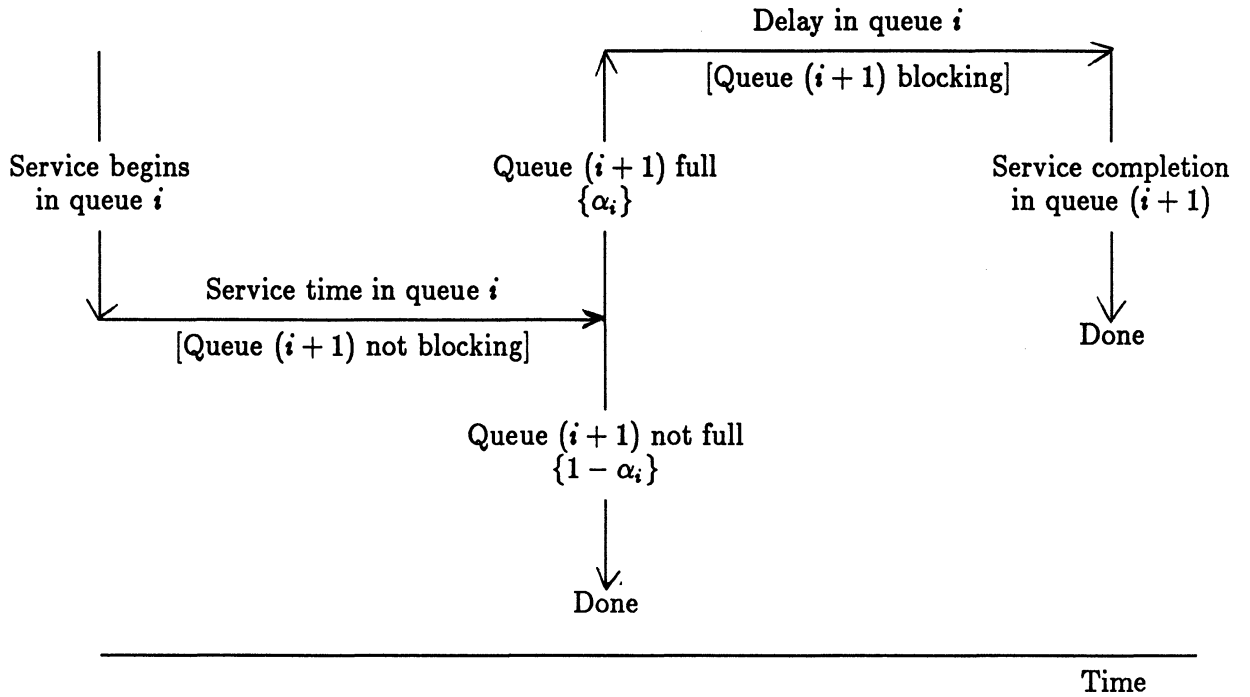 Delay in queue i
[Queue (i + 1) blocking]
Service begins
in queue i
Queue (i + 1) full
{α_i}
Service completion
in queue (i + 1)
Service time in queue i
[Queue (i + 1) not blocking]
Done
Queue (i + 1) not full
{1 − α_i}
Done
Time